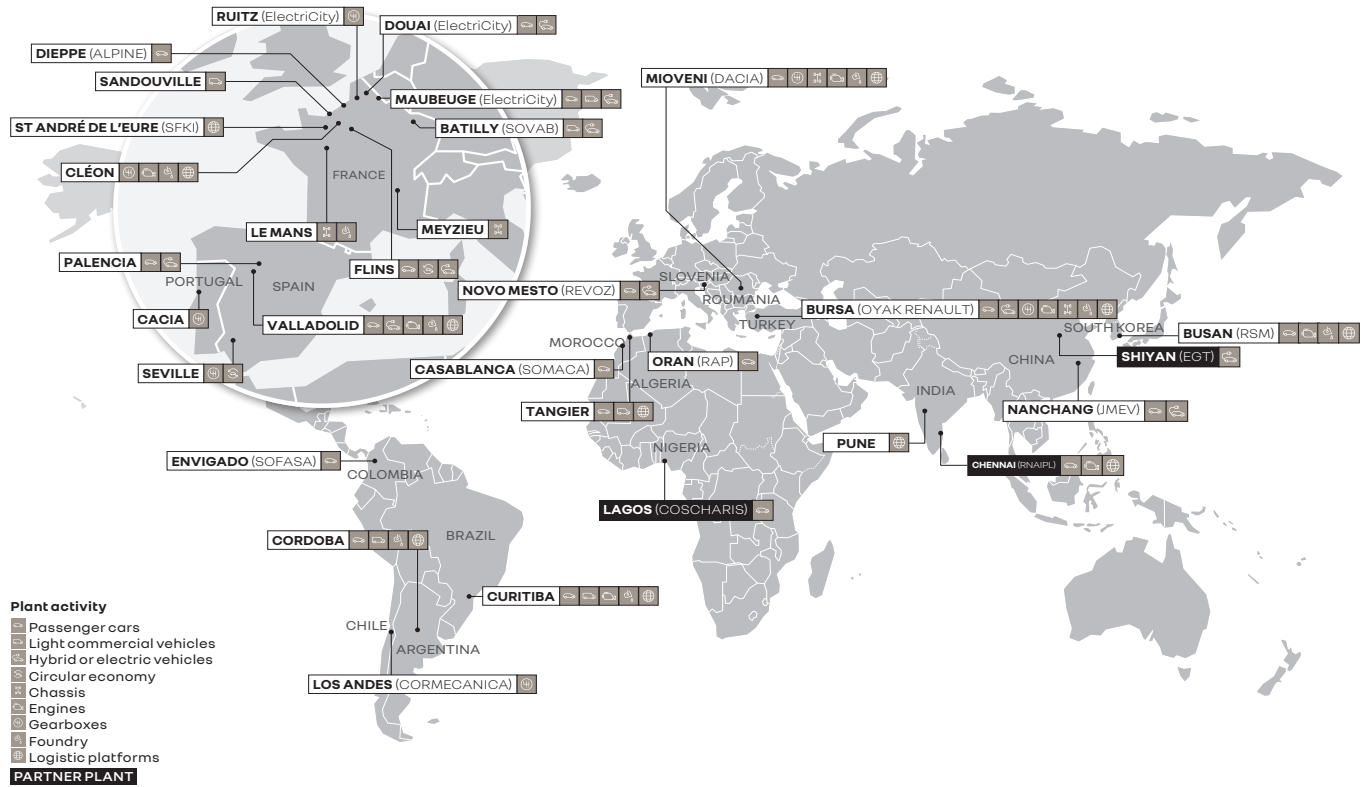 RUITZ (ElectriCity)
DOUAI (ElectriCity)
DIEPPE (ALPINE)
SANDOUVILLE
MAUBEUGE (ElectriCity)
ST ANDRÉ DE L'EURE (SFKI)
BATILLY (SOVAB)
CLÉON
FRANCE
LE MANS
MEYZIEU
PALENCIA
FLINS
PORTUGAL
SPAIN
CACIA
VALLADOLID
SEVILLE
MIOVENI (DACIA)
SLOVENIA
NOVO MESTO (REVOZ)
ROUMANIA
BURSA (OYAK RENAULT)
TURKEY
SOUTH KOREA
BUSAN (RSM)
MOROCCO
SHIYAN (EGT)
CHINA
CASABLANCA (SOMACA)
ORAN (RAP)
ALGERIA
INDIA
TANGIER
NANCHANG (JMEV)
NIGERIA
PUNE
CHENNAI (RNAIPL)
ENVIGADO (SOFASA)
COLOMBIA
LAGOS (COSCHARIS)
CORDOBA
BRAZIL
CURITIBA
CHILE
ARGENTINA
LOS ANDES (CORMECANICA)
Plant activity
Passenger cars
Light commercial vehicles
Hybrid or electric vehicles
Circular economy
Chassis
Engines
Gearboxes
Foundry
Logistic platforms
PARTNER PLANT